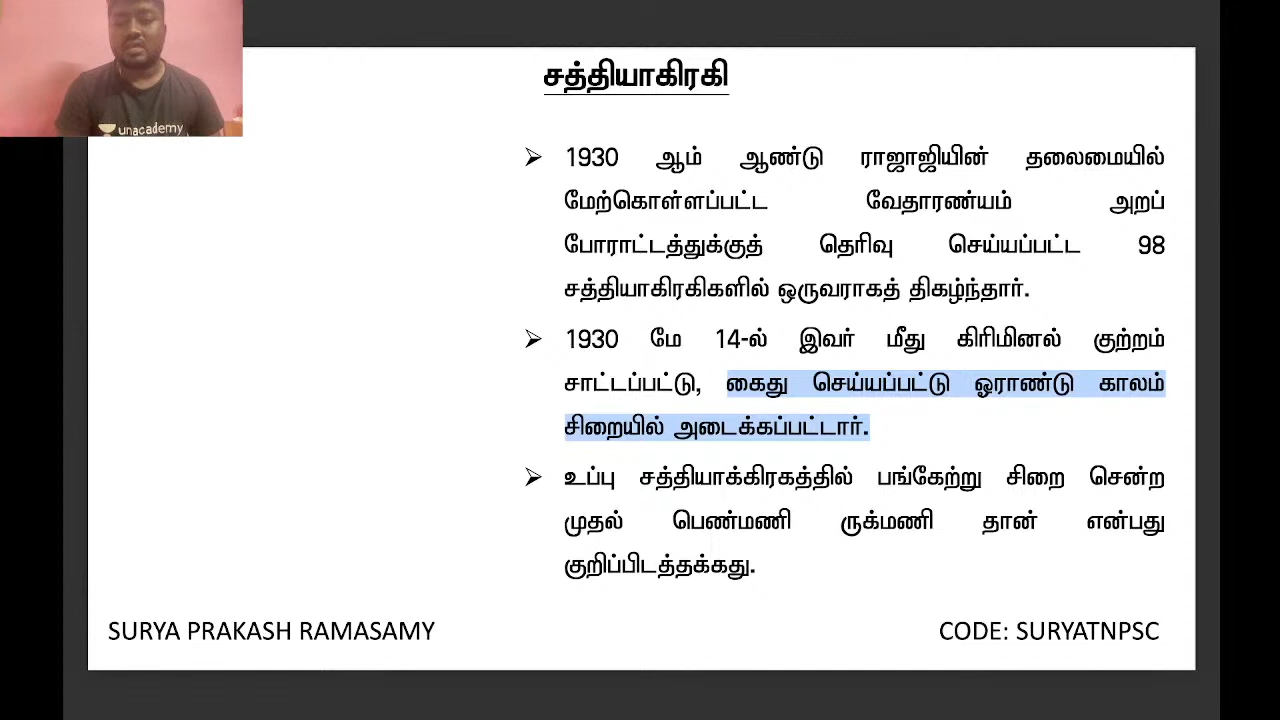 unacademy
சத்தியாகிரகி
➢ 1930 ஆம் ஆண்டு ராஜாஜியின் தலைமையில்
மேற்கொள்ளப்பட்ட வேதாரண்யம் அறப்
போராட்டத்துக்குத் தெரிவு செய்யப்பட்ட 98
சத்தியாகிரகிகளில் ஒருவராகத் திகழ்ந்தார்.
➢ 1930 மே 14-ல் இவர் மீது கிரிமினல் குற்றம்
சாட்டப்பட்டு, கைது செய்யப்பட்டு ஓராண்டு காலம்
சிறையில் அடைக்கப்பட்டார்.
➢ உப்பு சத்தியாக்கிரகத்தில் பங்கேற்று சிறை சென்ற
முதல் பெண்மணி ருக்மணி தான் என்பது
குறிப்பிடத்தக்கது.
SURYA PRAKASH RAMASAMY
CODE: SURYATNPSC